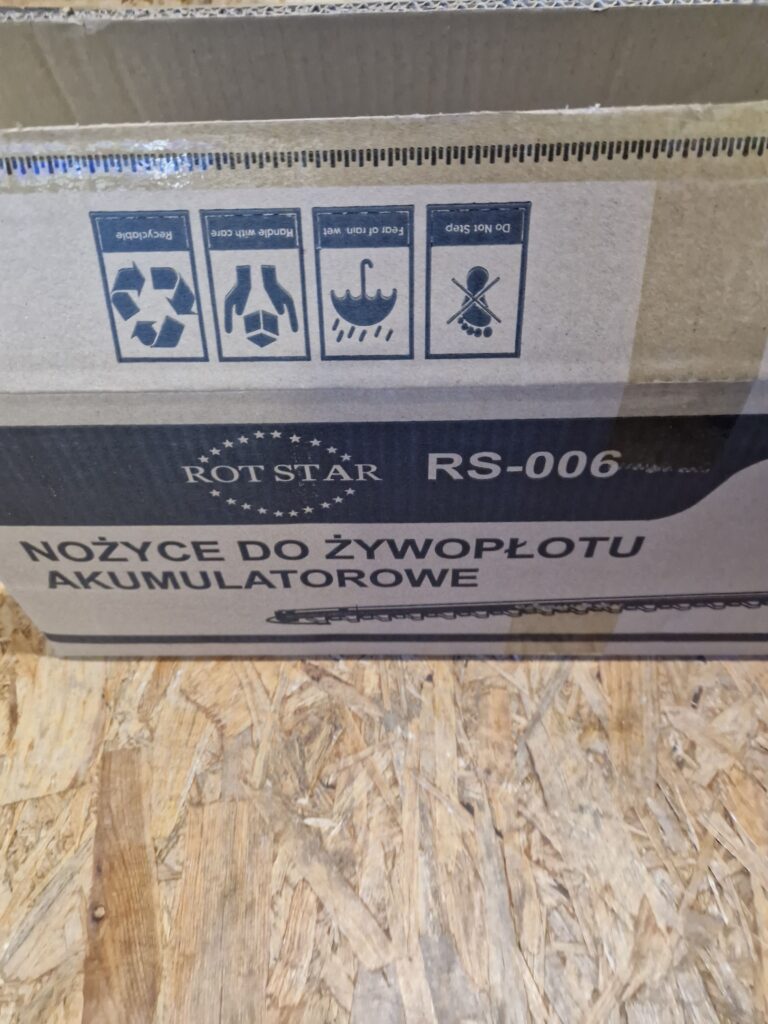 Recyclable
Handle with care
Fear of rain wet
Do Not Step
ROT STAR
RS-006
NOŻYCE DO ŻYWOPŁOTU
AKUMULATOROWE